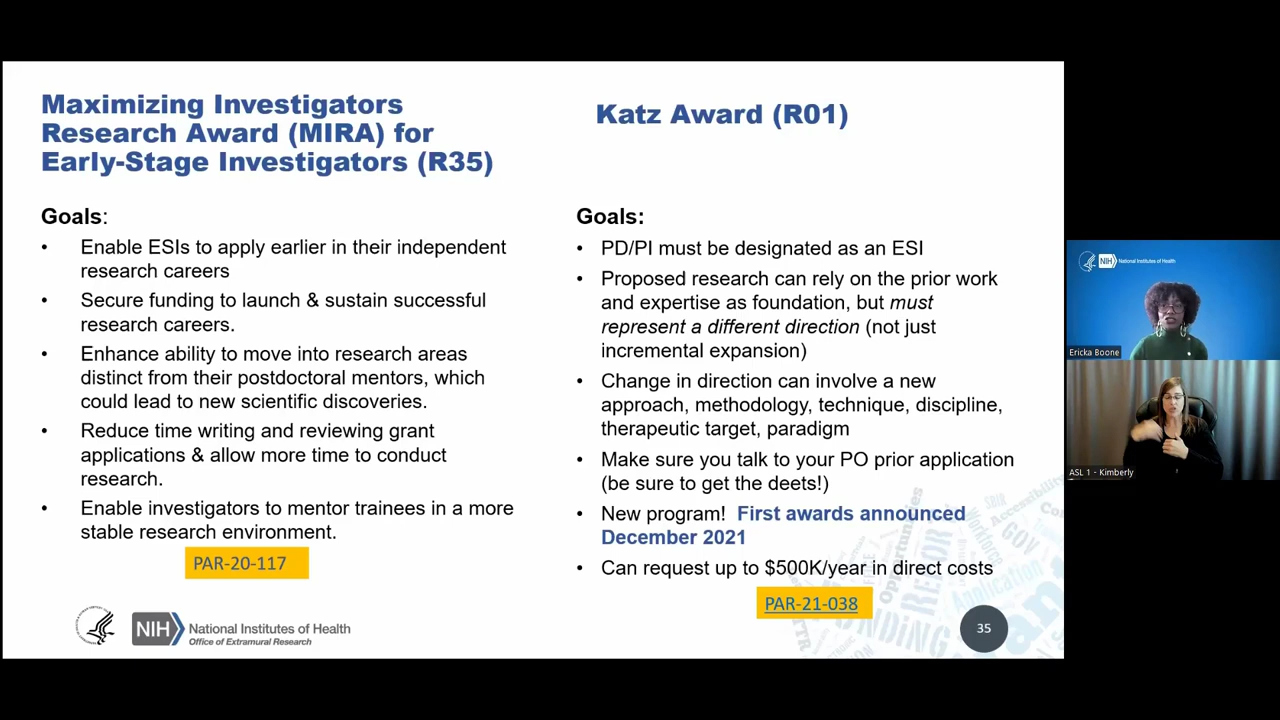 Maximizing Investigators
Research Award (MIRA) for
Early-Stage Investigators (R35)
Goals:
• Enable ESIs to apply earlier in their independent
research careers
• Secure funding to launch & sustain successful
research careers.
• Enhance ability to move into research areas
distinct from their postdoctoral mentors, which
could lead to new scientific discoveries.
• Reduce time writing and reviewing grant
applications & allow more time to conduct
research.
• Enable investigators to mentor trainees in a more
stable research environment.
PAR-20-117
Katz Award (R01)
Goals:
• PD/PI must be designated as an ESI
• Proposed research can rely on the prior work
and expertise as foundation, but must
represent a different direction (not just
incremental expansion)
• Change in direction can involve a new
approach, methodology, technique, discipline,
therapeutic target, paradigm
• Make sure you talk to your PO prior application
(be sure to get the deets!)
• New program! First awards announced
December 2021
• Can request up to $500K/year in direct costs
PAR-21-038
NIH National Institutes of Health
Office of Extramural Research
35
NIH National Institutes of Health
Ericka Boone
ASL 1 - Kimberly